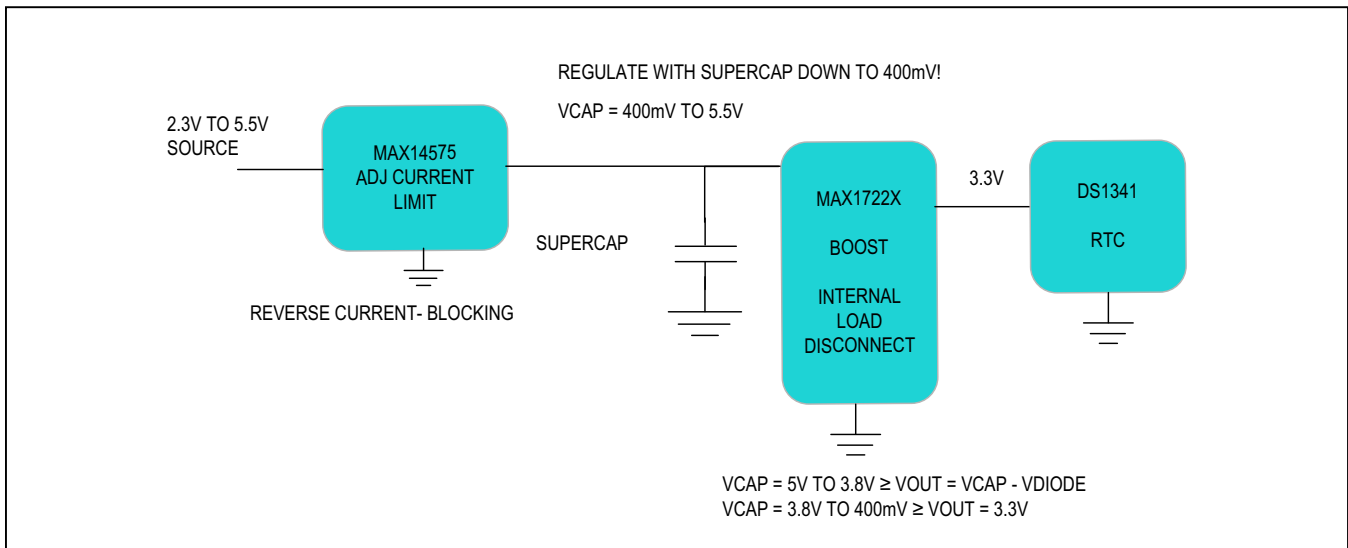 REGULATE WITH SUPERCAP DOWN TO 400mV!
VCAP = 400mV TO 5.5V
2.3V TO 5.5V
SOURCE
MAX14575
ADJ CURRENT
LIMIT
REVERSE CURRENT- BLOCKING
SUPERCAP
MAX1722X
BOOST
INTERNAL
LOAD
DISCONNECT
3.3V
DS1341
RTC
VCAP = 5V TO 3.8V ≥ VOUT = VCAP - VDIODE
VCAP = 3.8V TO 400mV ≥ VOUT = 3.3V